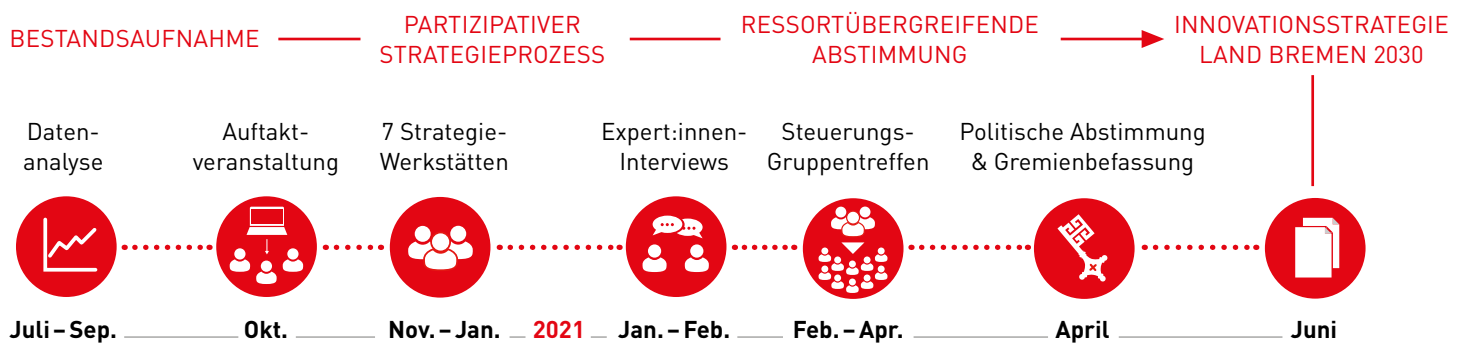 BESTANDSAUFNAHME
PARTIZIPATIVER
STRATEGIEPROZESS
RESSORTÜBERGREIFENDE
ABSTIMMUNG
INNOVATIONSSTRATEGIE
LAND BREMEN 2030
Daten-
analyse
Auftakt-
veranstaltung
7 Strategie-
Werkstätten
Expert:innen-
Interviews
Steuerungs-
Gruppentreffen
Politische Abstimmung
& Gremienbefassung
Juli – Sep. Okt. Nov. – Jan. 2021 Jan. – Feb. Feb. – Apr. April Juni